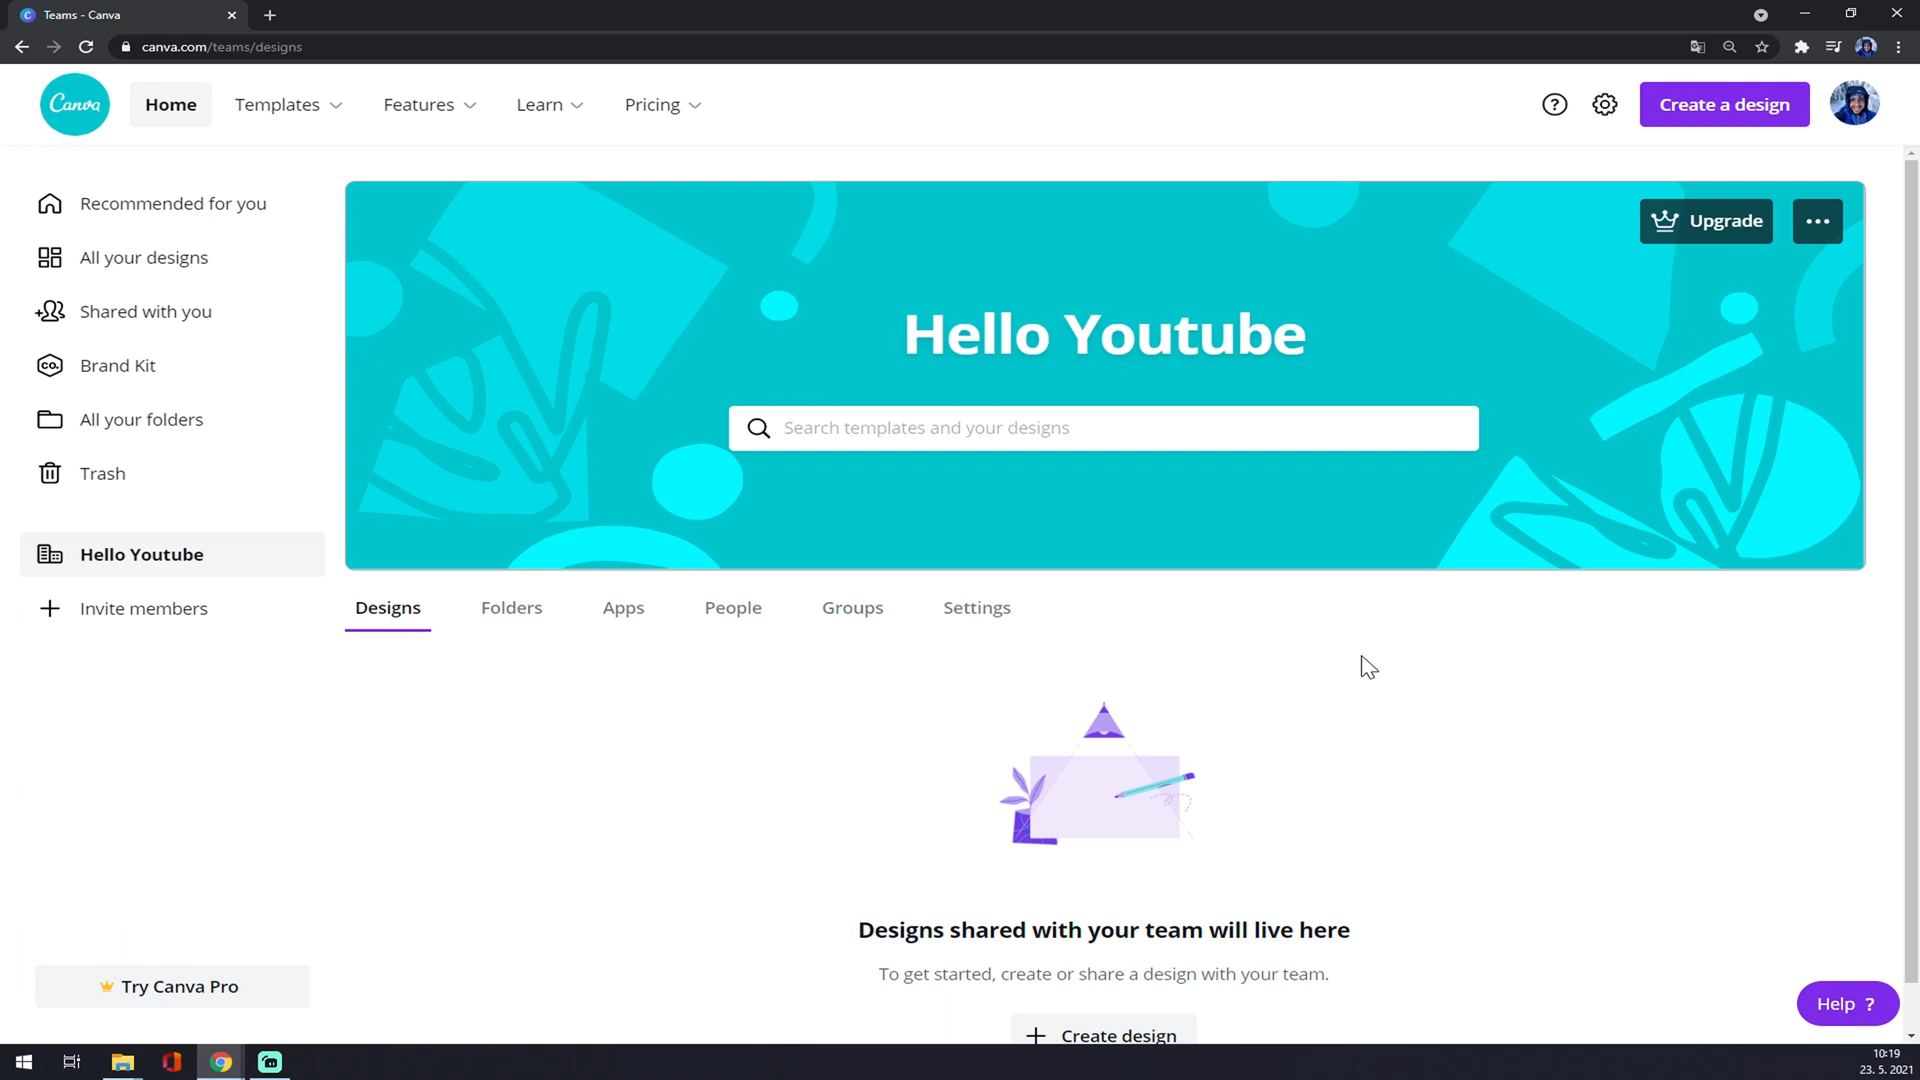 Teams - Canva
canva.com/teams/designs
Canva
Home
Templates
Features
Learn
Pricing
?
Create a design
Recommended for you
All your designs
Shared with you
CO.
Brand Kit
All your folders
Trash
Hello Youtube
Invite members
Try Canva Pro
Upgrade
Hello Youtube
Search templates and your designs
Designs
Folders
Apps
People
Groups
Settings
Designs shared with your team will live here
To get started, create or share a design with your team.
Create design
Help ?
10:19
23. 5. 2021